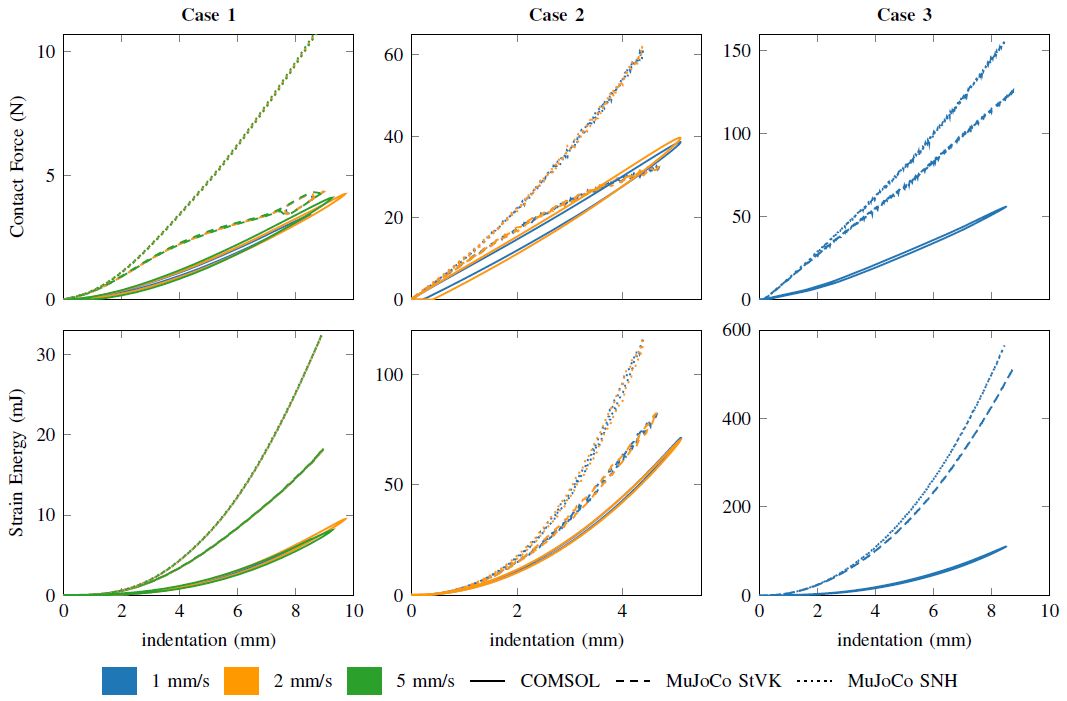 Case 1 Case 2 Case 3
Contact Force (N)
10
5
0
60
40
20
0
150
100
50
0
Strain Energy (mJ)
30
20
10
0
100
50
0
600
400
200
0
0 2 4 6 8 10
0 2 4
0 2 4 6 8 10
indentation (mm) indentation (mm) indentation (mm)
1 mm/s 2 mm/s 5 mm/s COMSOL MuJoCo StVK MuJoCo SNH